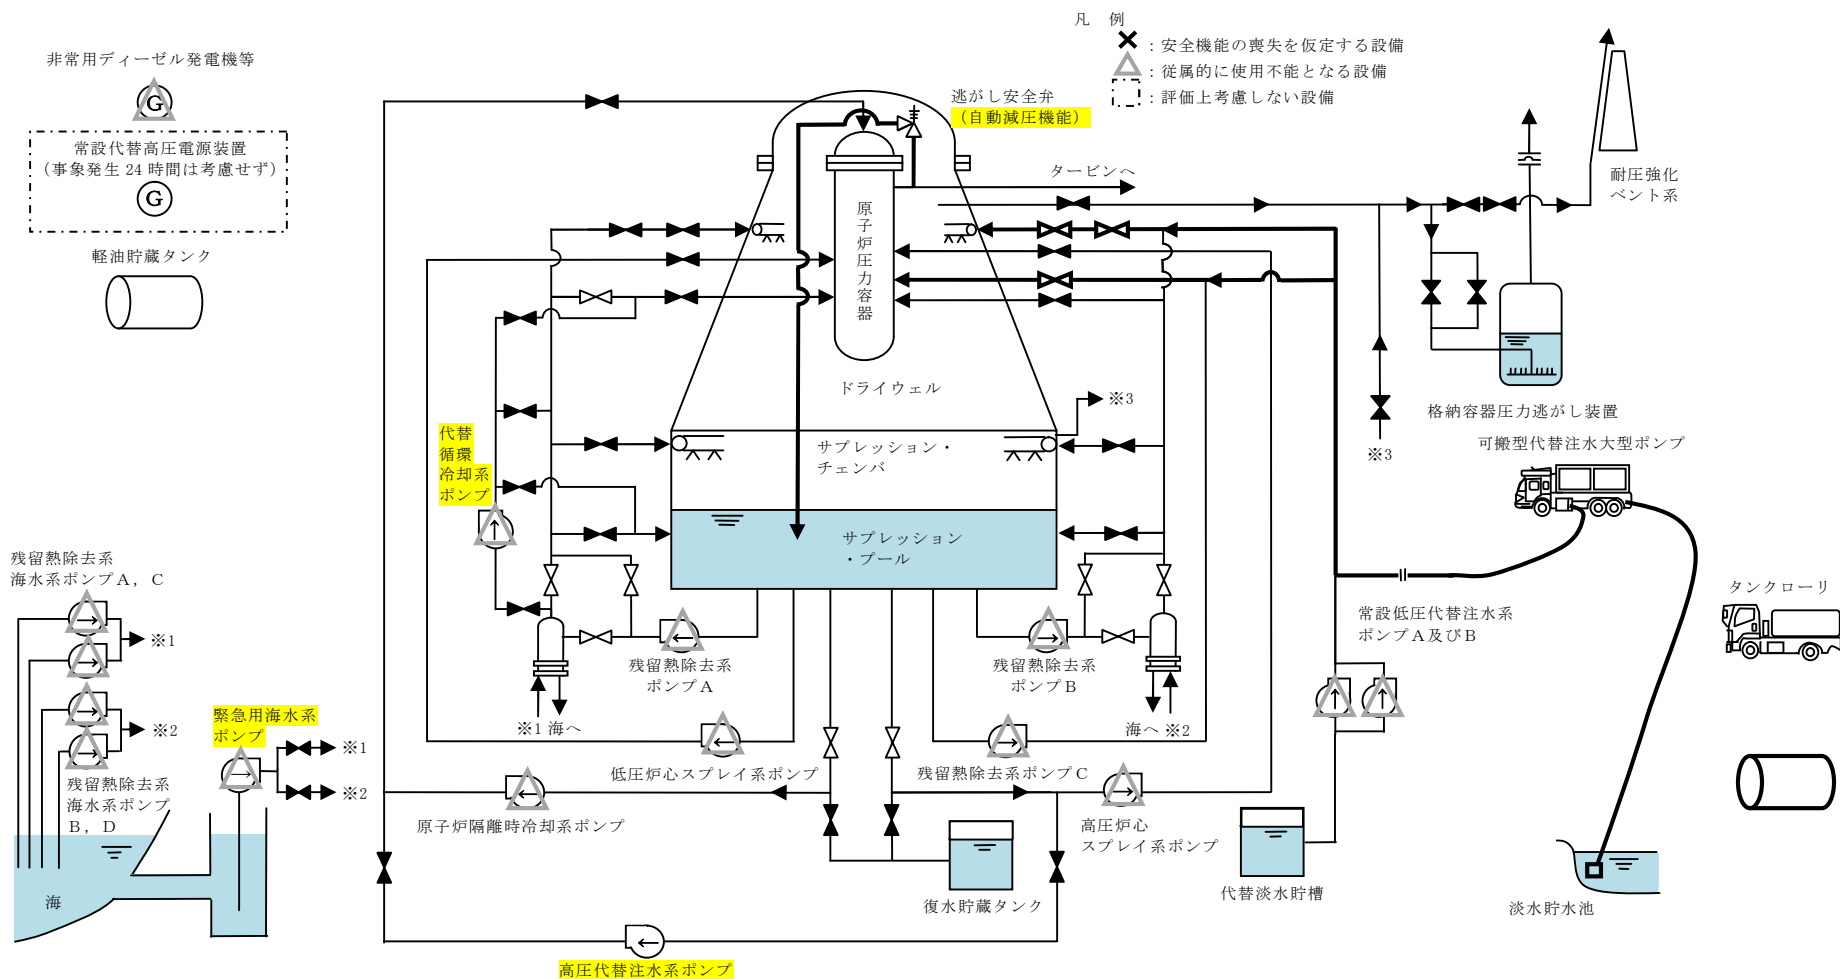 凡 例
：安全機能の喪失を仮定する設備
：従属的に使用不能となる設備
：評価上考慮しない設備
非常用ディーゼル発電機等
G
常設代替高圧電源装置
（事象発生 24 時間は考慮せず）
G
軽油貯蔵タンク
逃がし安全弁
（自動減圧機能）
タービンへ
耐圧強化
ベント系
原子炉圧力容器
ドライウェル
※3
格納容器圧力逃がし装置
可搬型代替注水大型ポンプ
※3
代替
循環
冷却系
ポンプ
サプレッション・
チェンバ
サプレッション
・プール
残留熱除去系
海水系ポンプＡ，Ｃ
※1
※2
残留熱除去系
海水系ポンプ
Ｂ，Ｄ
緊急用海水系
ポンプ
※1
※2
海
残留熱除去系
ポンプＡ
※1 海へ
残留熱除去系
ポンプＢ
海へ ※2
常設低圧代替注水系
ポンプＡ及びＢ
タンクローリ
低圧炉心スプレイ系ポンプ
残留熱除去系ポンプＣ
原子炉隔離時冷却系ポンプ
高圧炉心
スプレイ系ポンプ
復水貯蔵タンク
代替淡水貯槽
淡水貯水池
高圧代替注水系ポンプ